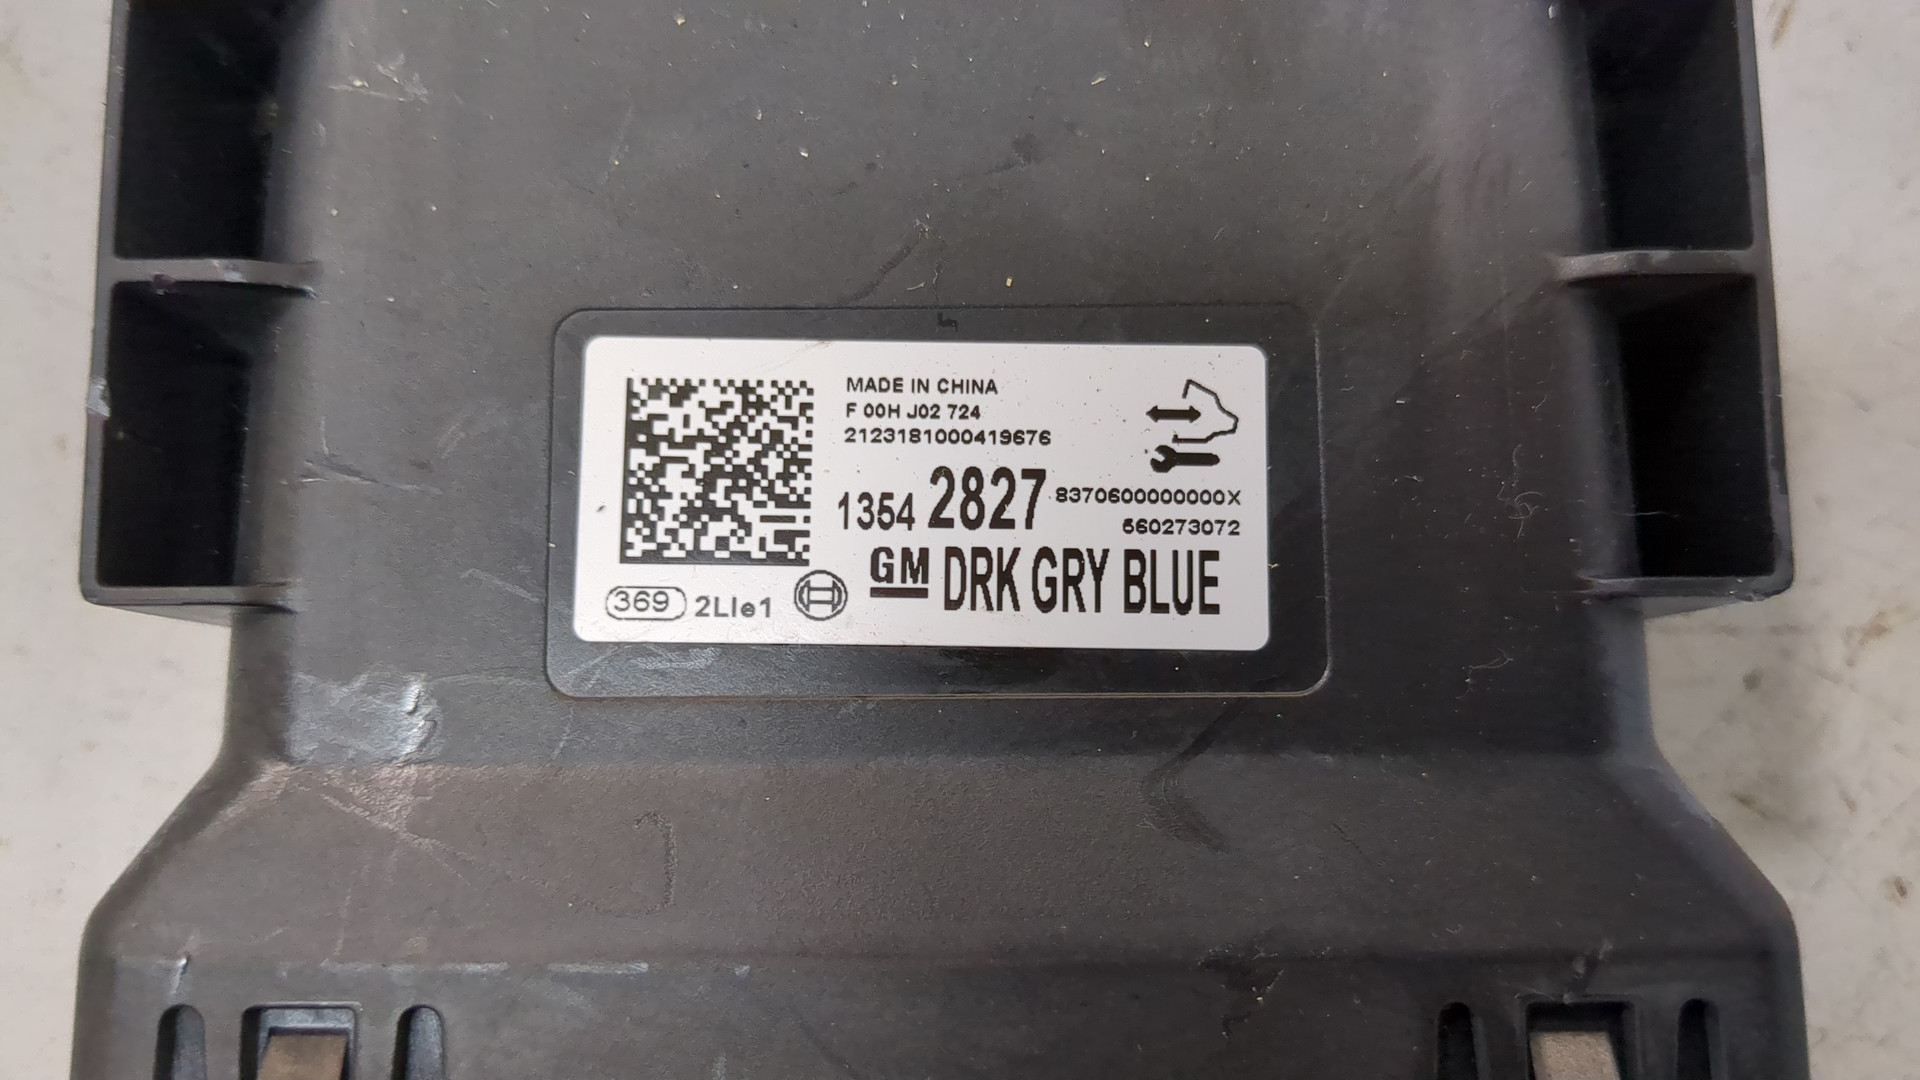 MADE IN CHINA
F 00H J02 724
2123181000419676
1354 2827 8370600000000X
560273072
GM DRK GRY BLUE
369 2LIe1